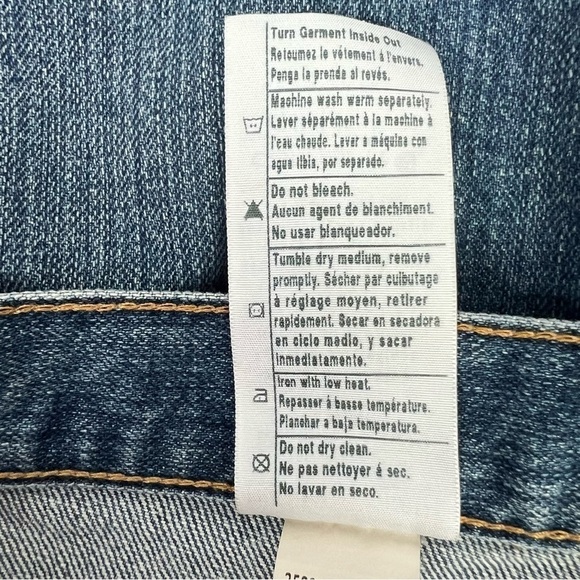 Turn Garment Inside Out
Retournez le vêtement à l'envers.
Ponga la prenda al revés.
Machine wash warm separately.
Laver séparément à la machine à
l'eau chaude. Lavar a máquina con
agua tibia, por separado.
Do not bleach.
Aucun agent de blanchiment.
No usar blanqueador.
Tumble dry medium, remove
promptly. Sécher par culbutage
à réglage moyen, retirer
rapidement. Secar en secadora
en ciclo medio, y sacar
inmediatamente.
Iron with low heat.
Repasser à basse température.
Planchar a baja temperatura.
Do not dry clean.
Ne pas nettoyer á sec.
No lavar en seco.